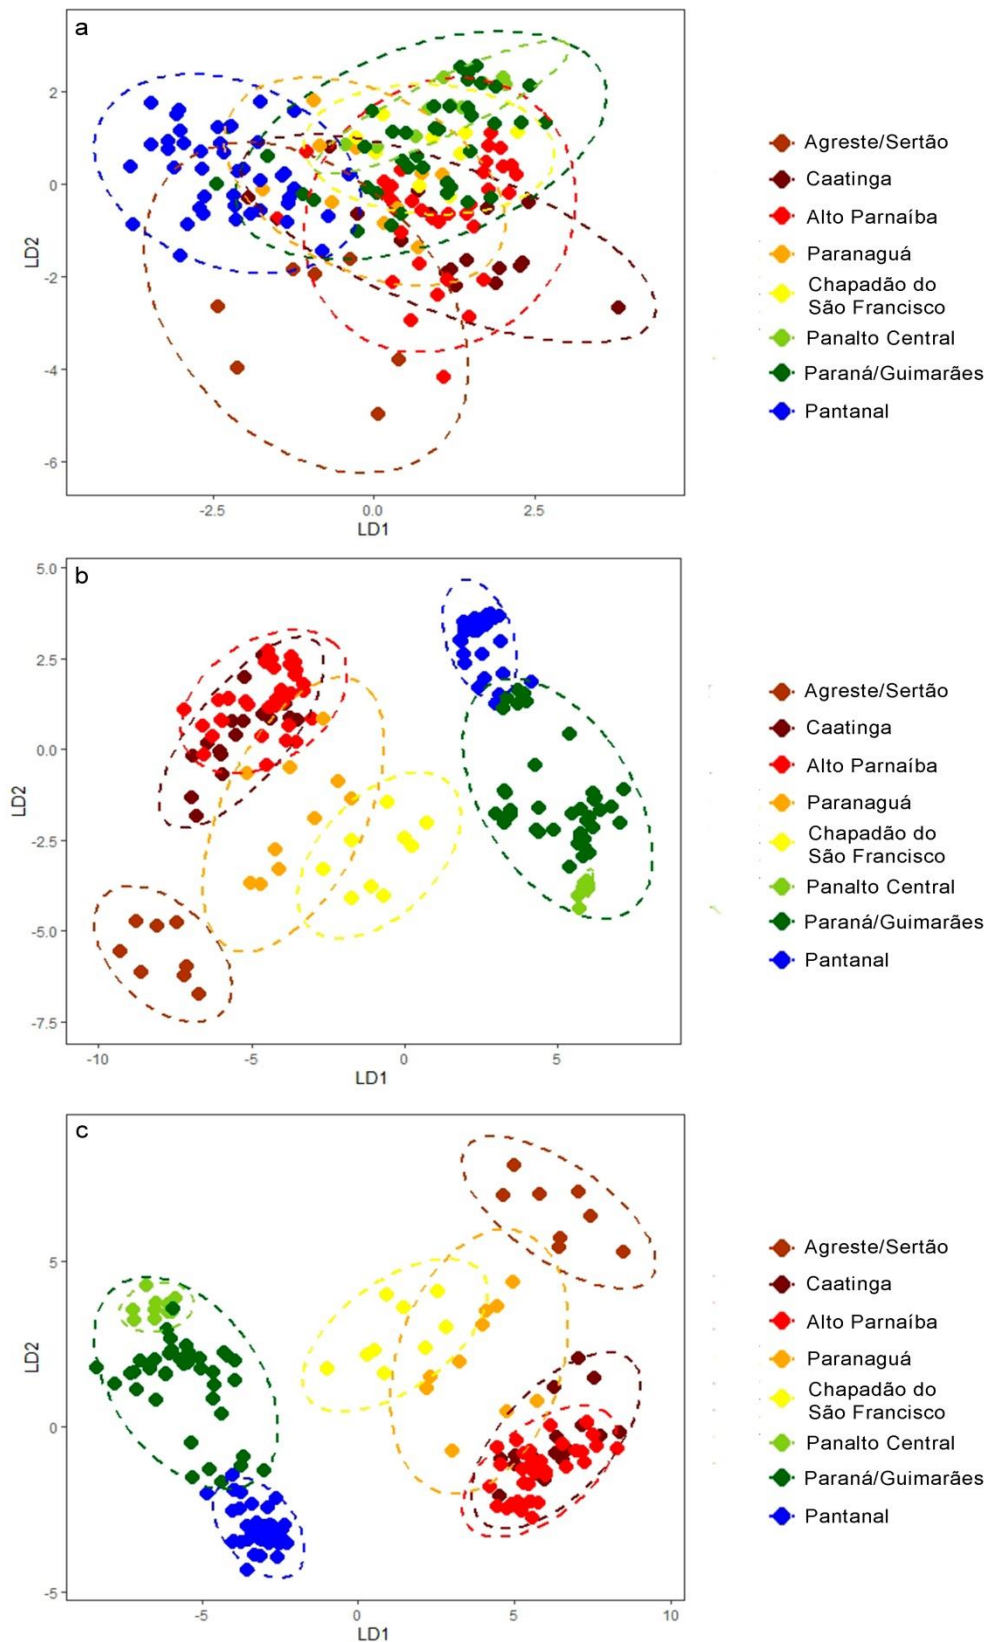 a
2
0
-2
-4
-6
LD2
-2.5
0.0
2.5
LD1
Agreste/Sertão
Caatinga
Alto Parnaíba
Paranaguá
Chapadão do
São Francisco
Panalto Central
Paraná/Guimarães
Pantanal
b
5.0
2.5
0.0
-2.5
-5.0
-7.5
LD2
-10
-5
0
5
LD1
Agreste/Sertão
Caatinga
Alto Parnaíba
Paranaguá
Chapadão do
São Francisco
Panalto Central
Paraná/Guimarães
Pantanal
c
5
0
-5
LD2
-5
0
5
10
LD1
Agreste/Sertão
Caatinga
Alto Parnaíba
Paranaguá
Chapadão do
São Francisco
Panalto Central
Paraná/Guimarães
Pantanal